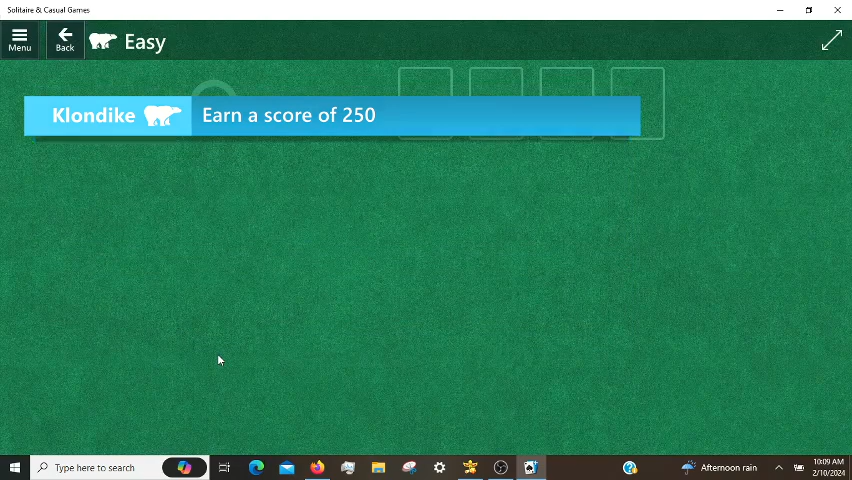 Solitaire & Casual Games
Menu
Back
Easy
Klondike
Earn a score of 250
Type here to search
Afternoon rain
10:09 AM
2/10/2024